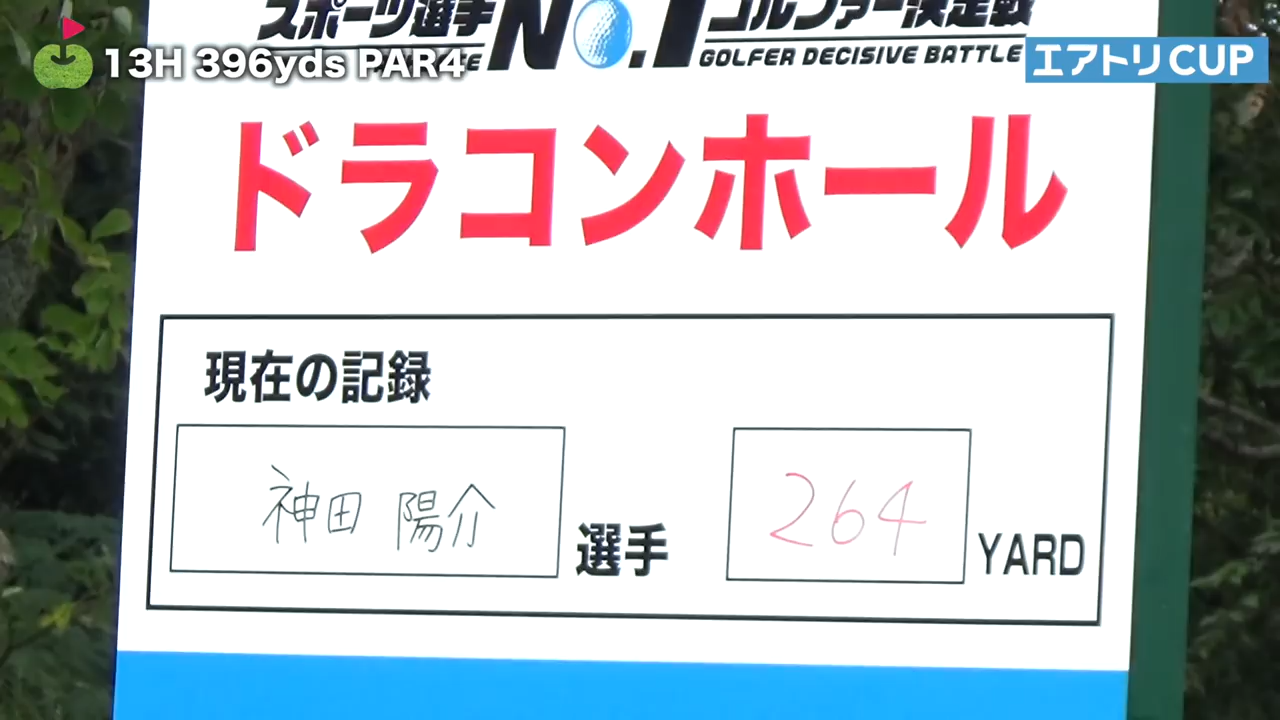 スポーツ選手 No.1 ゴルファー決定戦
GOLFER DECISIVE BATTLE
13H 396yds PAR4
エアトリCUP
ドラコンホール
現在の記録
神田 陽介 選手 264 YARD